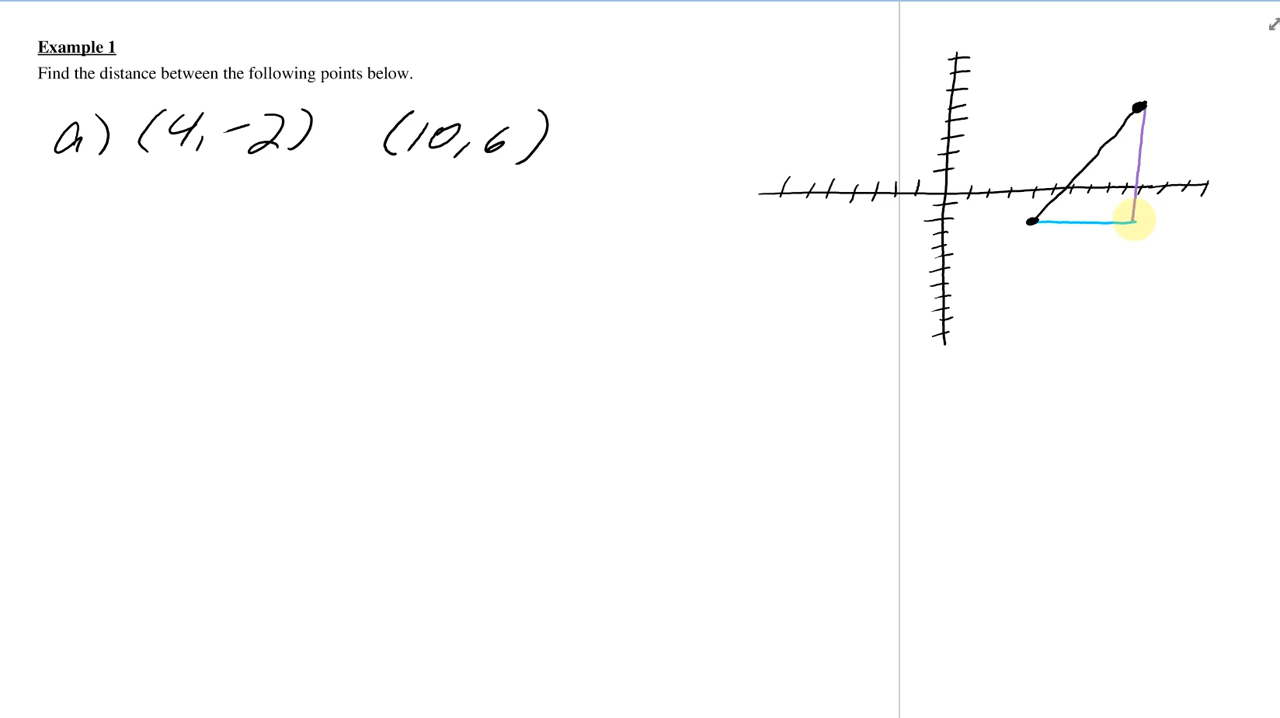 Example 1
Find the distance between the following points below.
a) (4, -2) (10, 6)